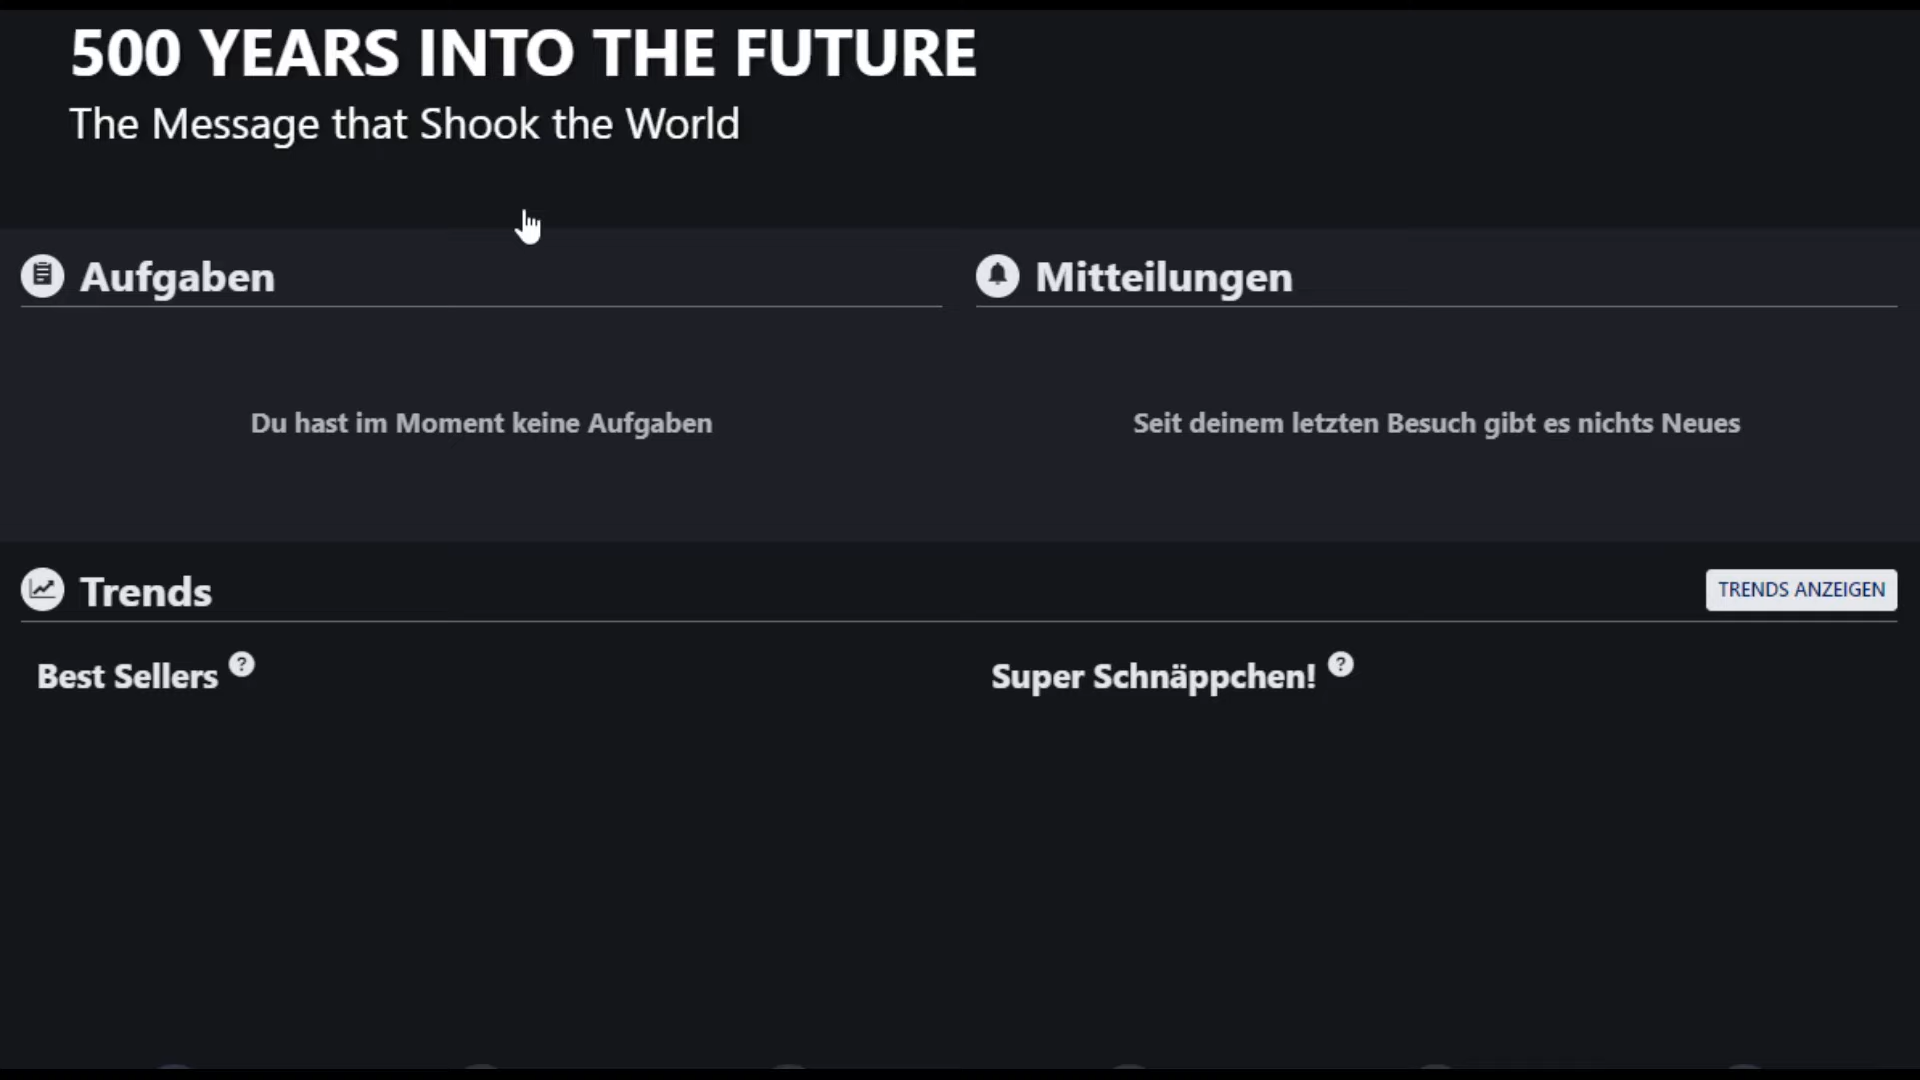 500 YEARS INTO THE FUTURE
The Message that Shook the World
Aufgaben
Mitteilungen
Du hast im Moment keine Aufgaben
Seit deinem letzten Besuch gibt es nichts Neues
Trends
TRENDS ANZEIGEN
Best Sellers ?
Super Schnäppchen! ?